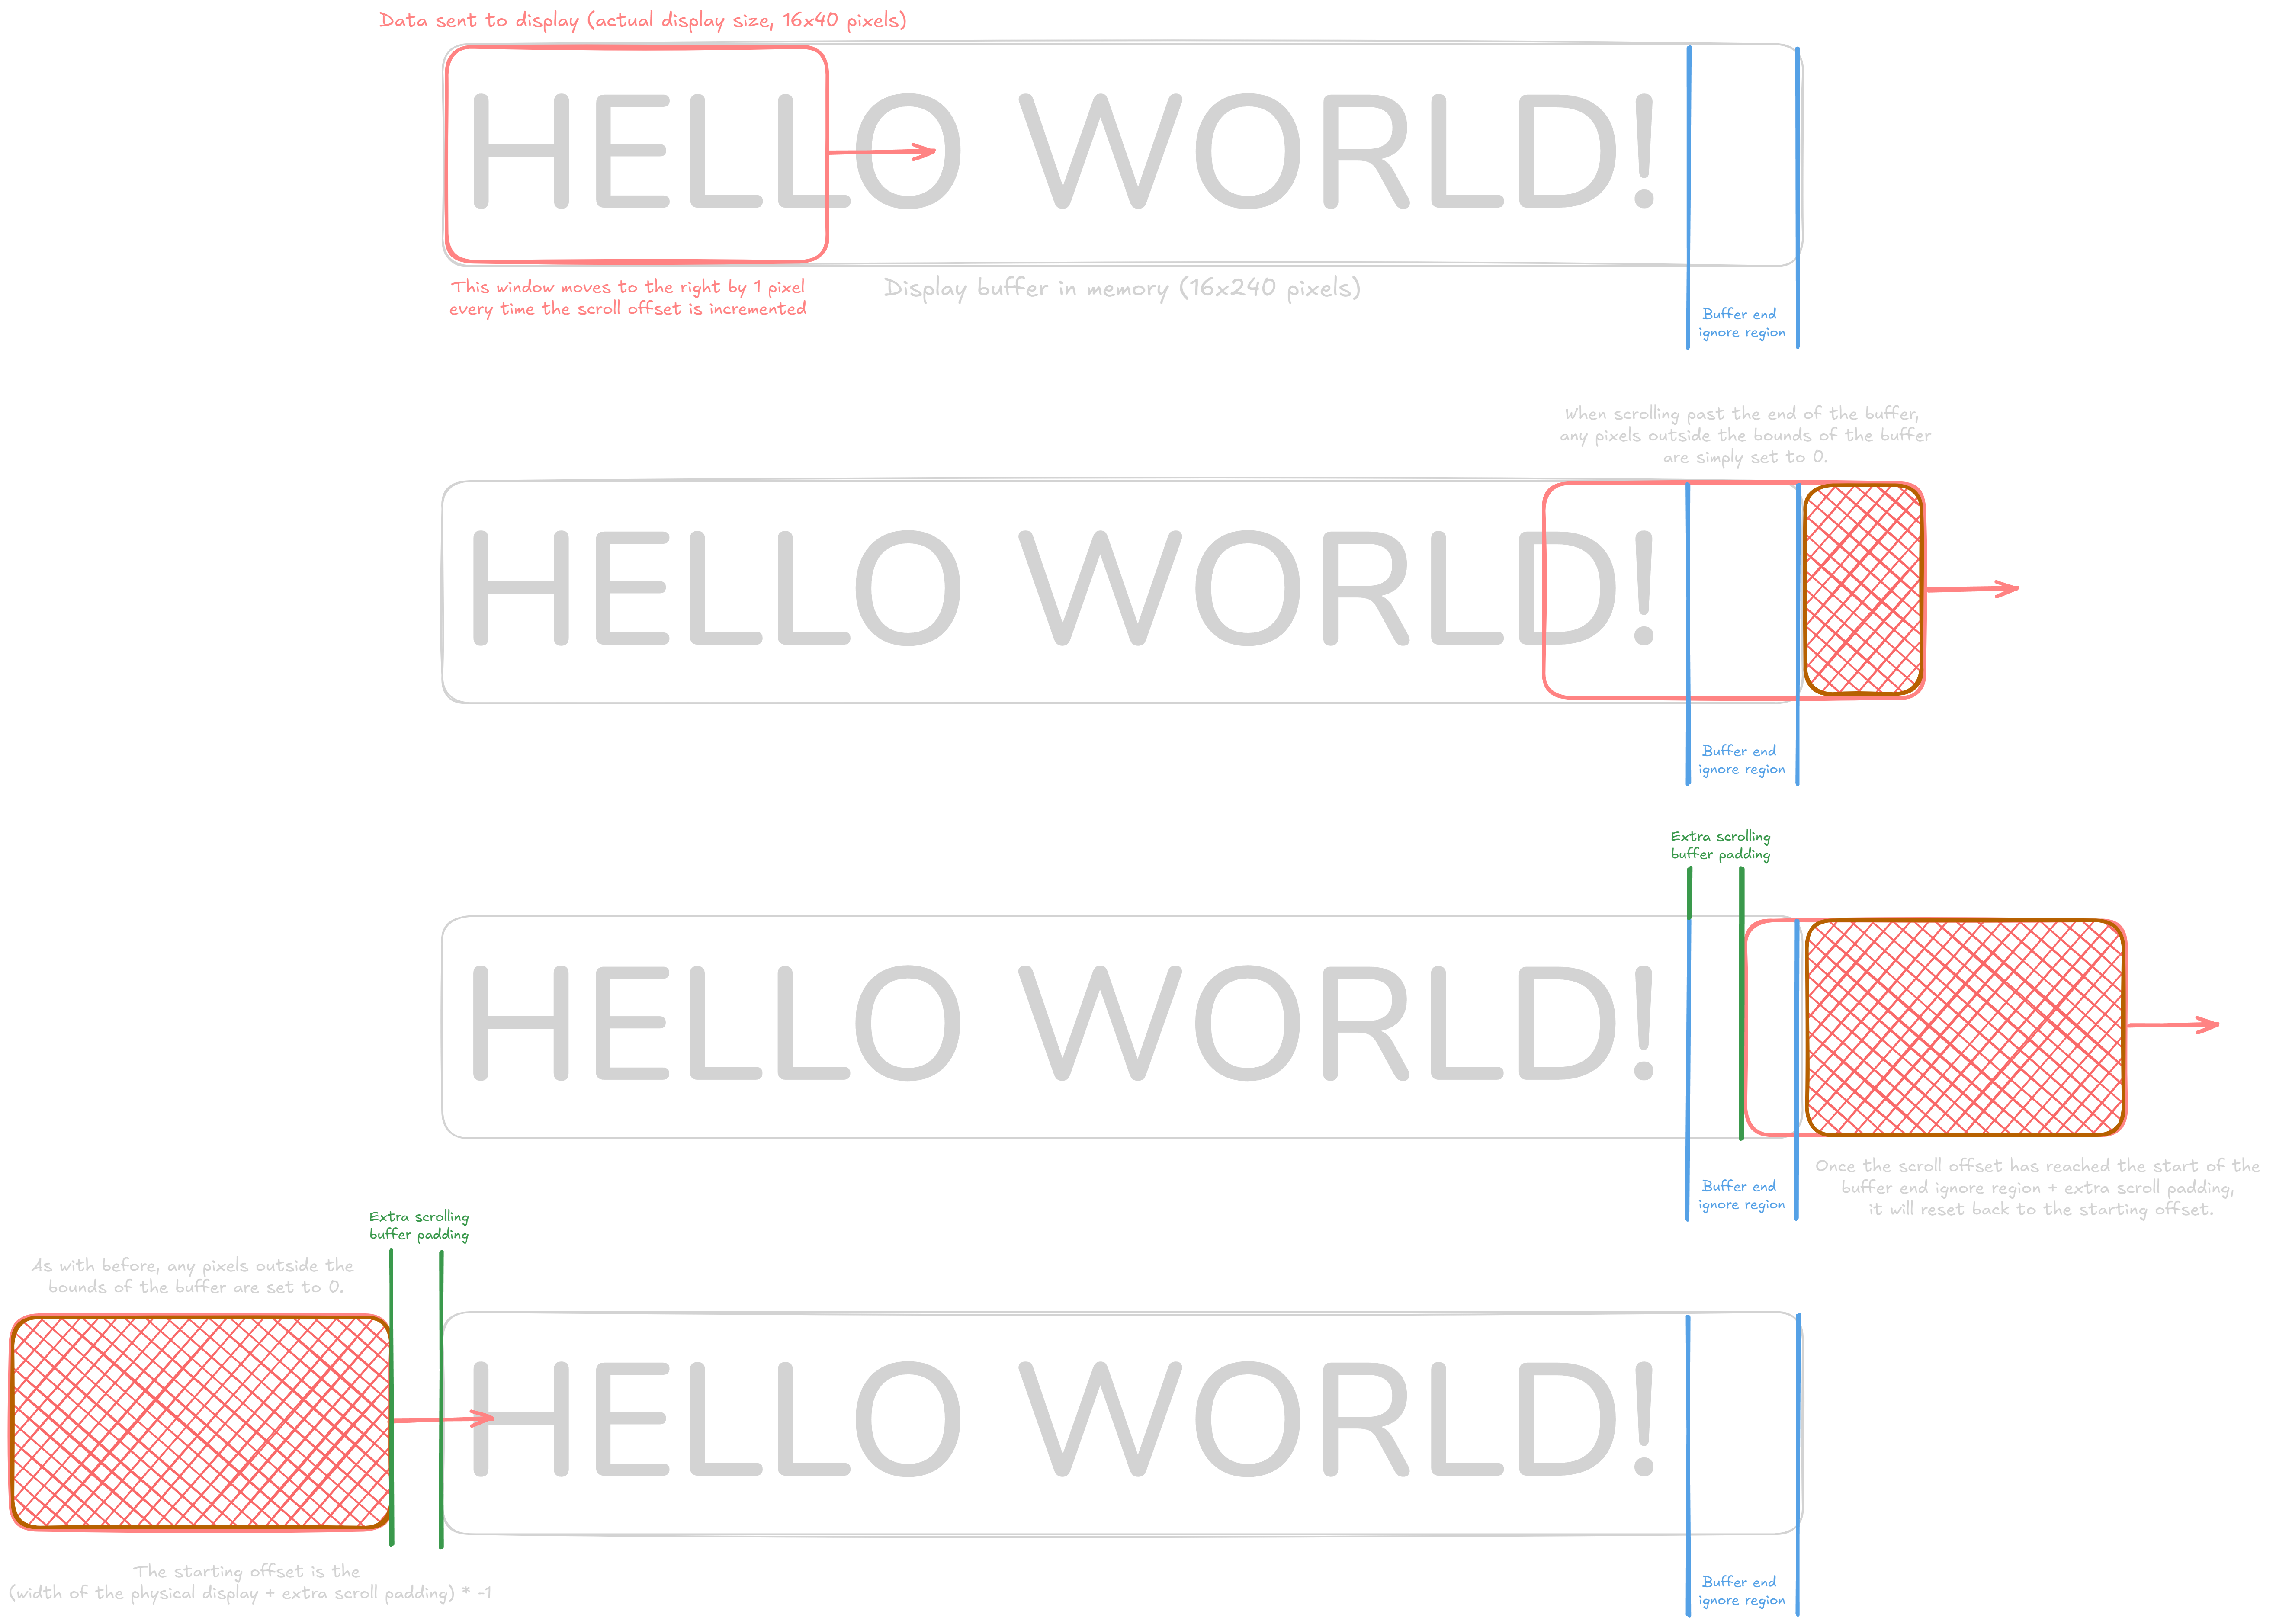 Data sent to display (actual display size, 16x40 pixels)
HELLO WORLD!
This window moves to the right by 1 pixel
every time the scroll offset is incremented
Display buffer in memory (16x240 pixels)
Buffer end
ignore region
When scrolling past the end of the buffer,
any pixels outside the bounds of the buffer
are simply set to 0.
HELLO WORLD!
Buffer end
ignore region
Extra scrolling
buffer padding
HELLO WORLD!
Buffer end
ignore region
Once the scroll offset has reached the start of the
buffer end ignore region + extra scroll padding,
it will reset back to the starting offset.
Extra scrolling
buffer padding
As with before, any pixels outside the
bounds of the buffer are set to 0.
HELLO WORLD!
The starting offset is the
(width of the physical display + extra scroll padding) * -1
Buffer end
ignore region